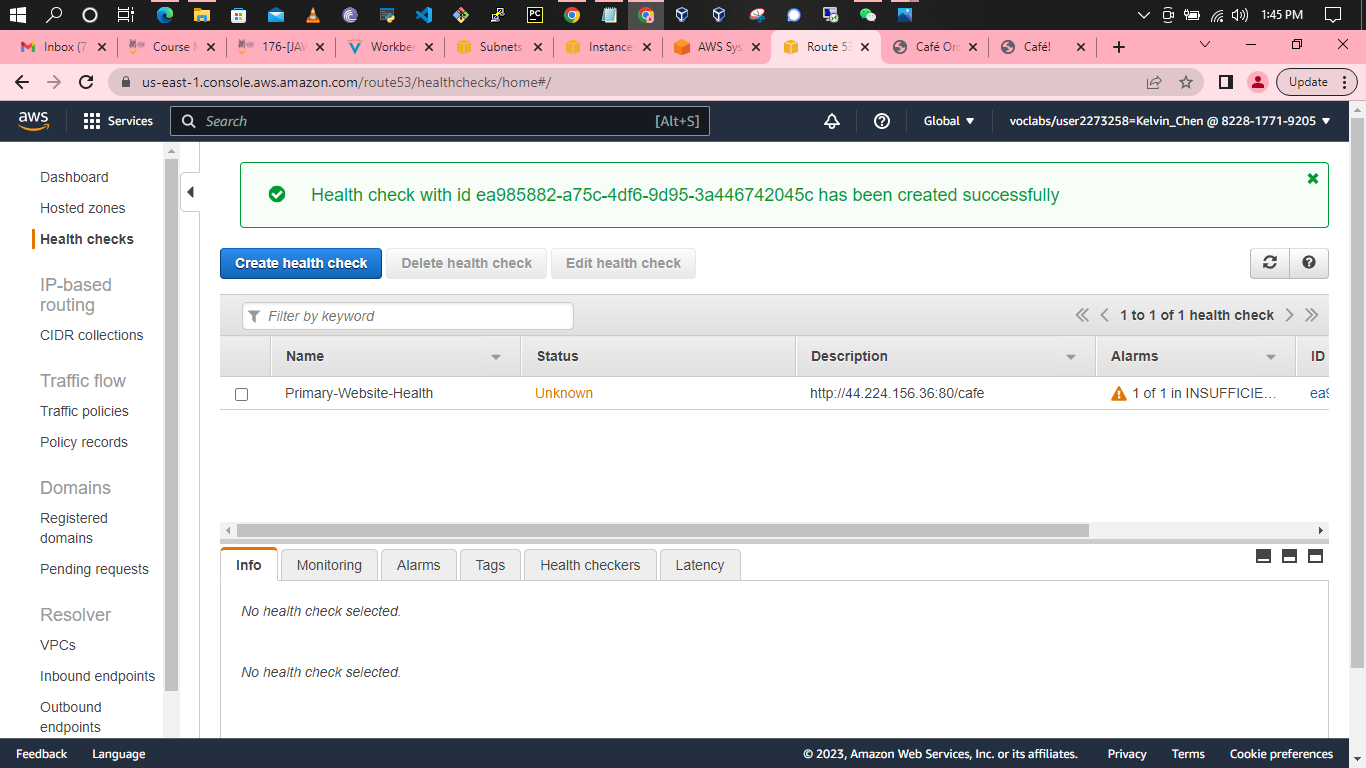 1:45 PM
Inbox (7
Course M
176-[JAV
Workben
Subnets
Instance
AWS Sys
Route 53
Café Ord
Café!
us-east-1.console.aws.amazon.com/route53/healthchecks/home#/
Update
aws
Services
Search
[Alt+S]
Global
voclabs/user2273258=Kelvin_Chen @ 8228-1771-9205
Dashboard
Hosted zones
Health checks
IP-based
routing
CIDR collections
Traffic flow
Traffic policies
Policy records
Domains
Registered
domains
Pending requests
Resolver
VPCs
Inbound endpoints
Outbound
endpoints
Health check with id ea985882-a75c-4df6-9d95-3a446742045c has been created successfully
Create health check
Delete health check
Edit health check
Filter by keyword
1 to 1 of 1 health check
Name
Status
Description
Alarms
ID
Primary-Website-Health
Unknown
http://44.224.156.36:80/cafe
1 of 1 in INSUFFICIE...
ea9
Info
Monitoring
Alarms
Tags
Health checkers
Latency
No health check selected.
No health check selected.
Feedback
Language
© 2023, Amazon Web Services, Inc. or its affiliates.
Privacy
Terms
Cookie preferences